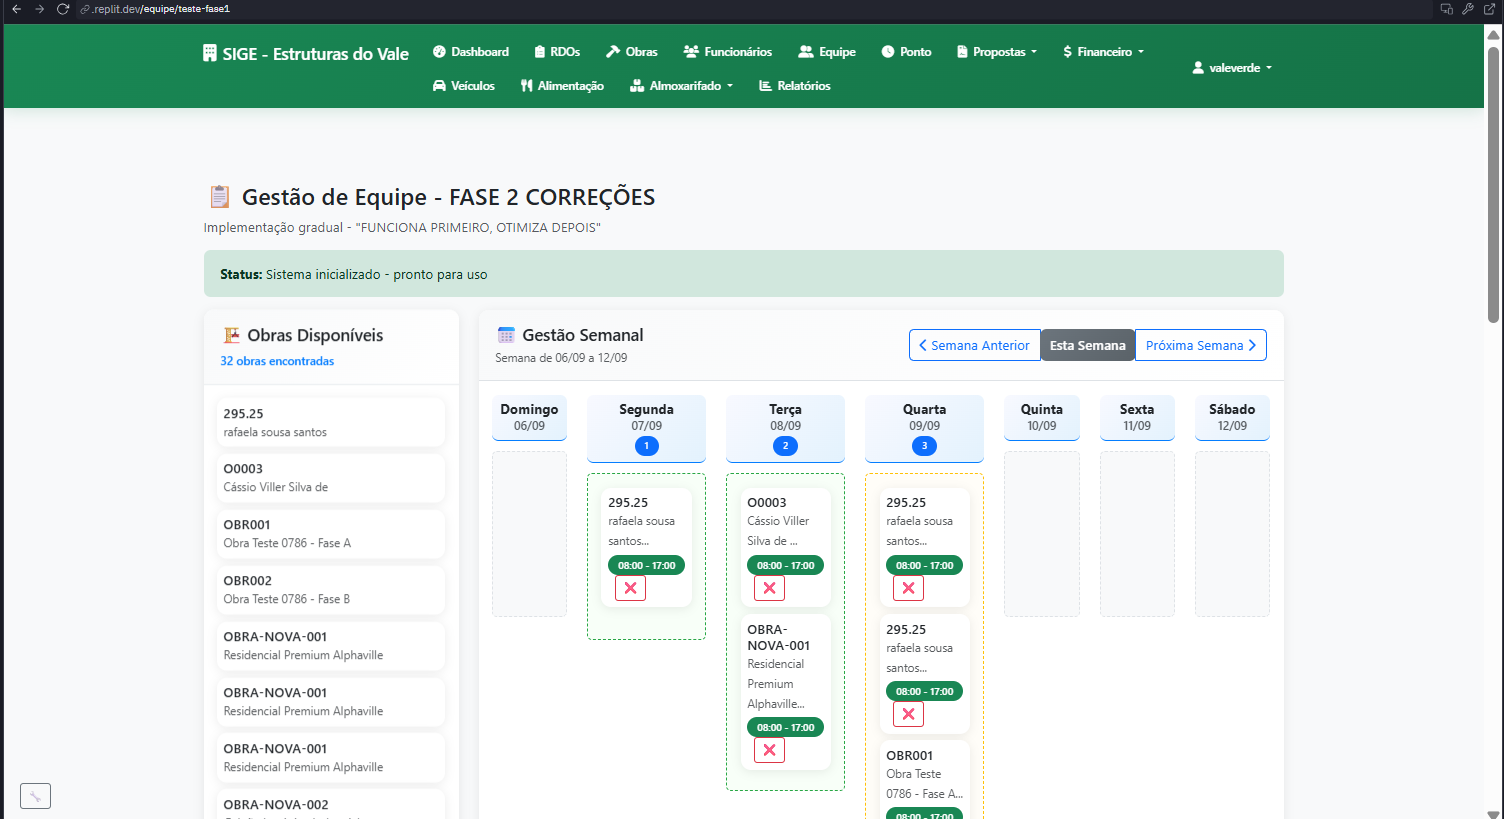 .replit.dev/equipe/teste-fase1
SIGE - Estruturas do Vale
Dashboard
RDOs
Obras
Funcionários
Equipe
Ponto
Propostas
Financeiro
Veículos
Alimentação
Almoxarifado
Relatórios
valeverde
Gestão de Equipe - FASE 2 CORREÇÕES
Implementação gradual - "FUNCIONA PRIMEIRO, OTIMIZA DEPOIS"
Status: Sistema inicializado - pronto para uso
Obras Disponíveis
32 obras encontradas
295.25
rafaela sousa santos
O0003
Cássio Viller Silva de
OBR001
Obra Teste 0786 - Fase A
OBR002
Obra Teste 0786 - Fase B
OBRA-NOVA-001
Residencial Premium Alphaville
OBRA-NOVA-001
Residencial Premium Alphaville
OBRA-NOVA-001
Residencial Premium Alphaville
OBRA-NOVA-002
Gestão Semanal
Semana de 06/09 a 12/09
Semana Anterior
Esta Semana
Próxima Semana
Domingo
06/09
Segunda
07/09
1
295.25
rafaela sousa
santos...
08:00 - 17:00
Terça
08/09
2
O0003
Cássio Viller
Silva de ...
08:00 - 17:00
OBRA-
NOVA-001
Residencial
Premium
Alphaville...
08:00 - 17:00
Quarta
09/09
3
295.25
rafaela sousa
santos...
08:00 - 17:00
295.25
rafaela sousa
santos...
08:00 - 17:00
OBR001
Obra Teste
0786 - Fase A...
08:00 - 17:00
Quinta
10/09
Sexta
11/09
Sábado
12/09